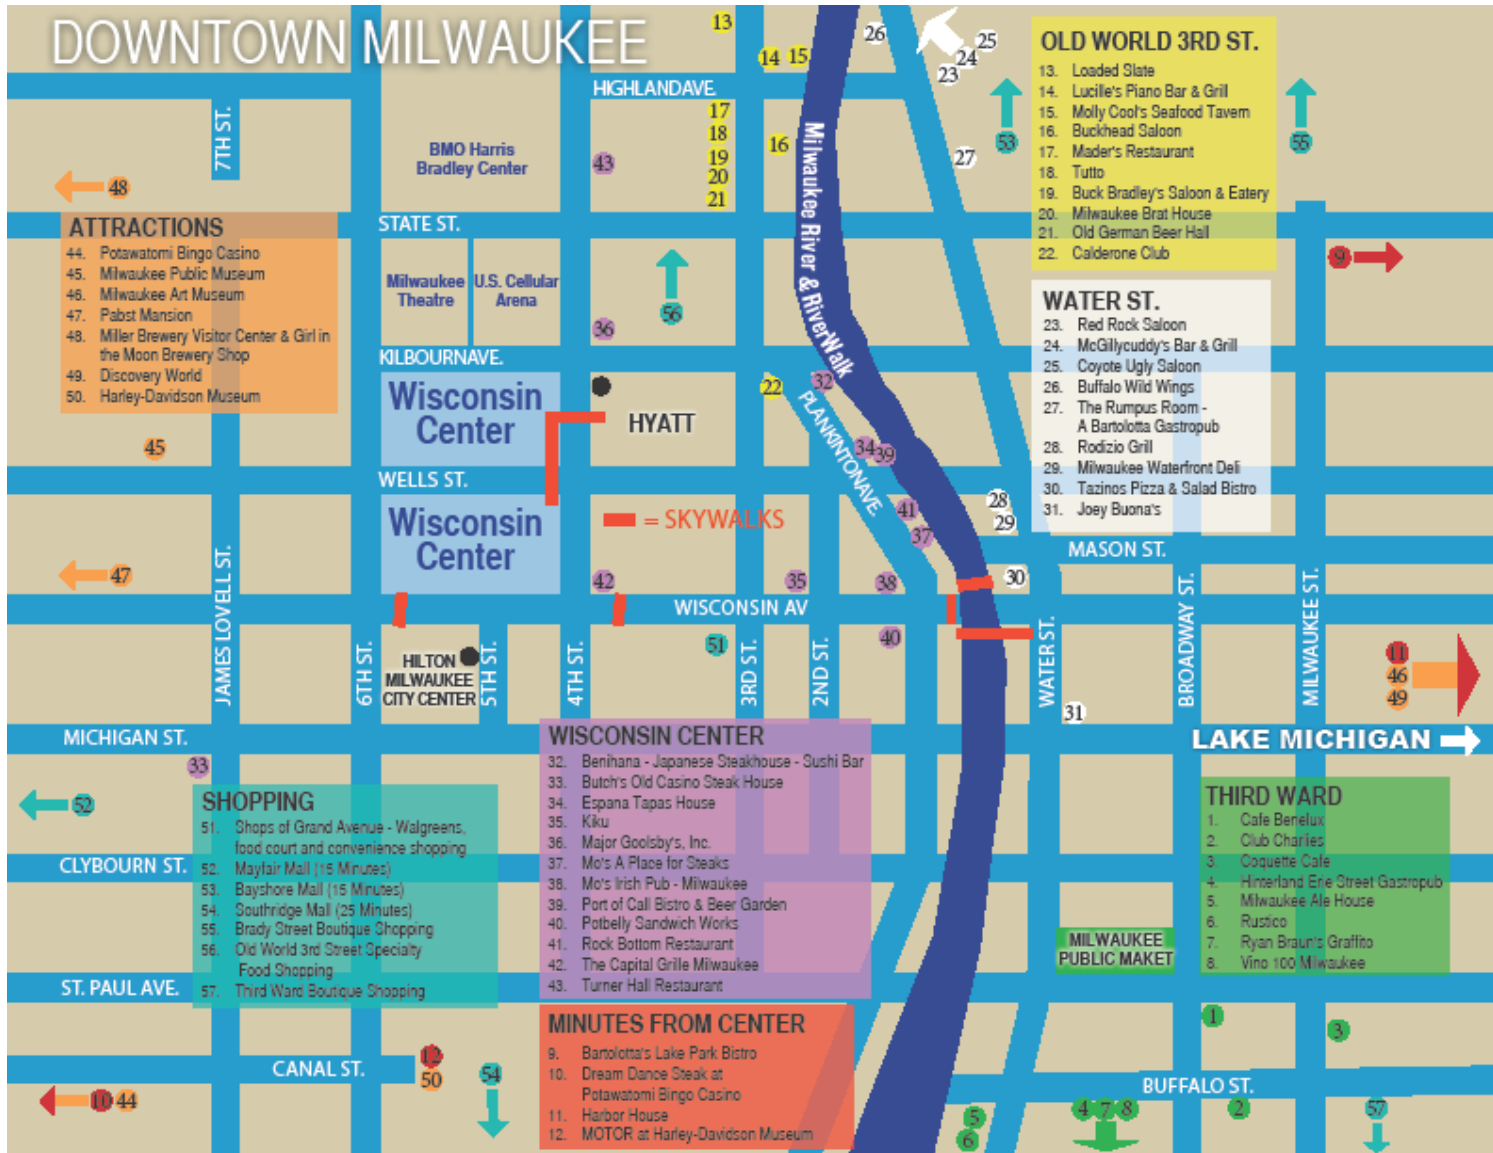 DOWNTOWN MILWAUKEE
13
14
15
26
25
24
23
HIGHLANDAVE.
7TH ST.
BMO Harris
Bradley Center
43
17
18
19
20
21
16
27
53
55
48
Milwaukee River & RiverWalk
OLD WORLD 3RD ST.
13. Loaded Slate
14. Lucille's Piano Bar & Grill
15. Molly Cool's Seafood Tavern
16. Buckhead Saloon
17. Mader's Restaurant
18. Tutto
19. Buck Bradley's Saloon & Eatery
20. Milwaukee Brat House
21. Old German Beer Hall
22. Calderone Club
ATTRACTIONS
44. Potawatomi Bingo Casino
45. Milwaukee Public Museum
46. Milwaukee Art Museum
47. Pabst Mansion
48. Miller Brewery Visitor Center & Girl in
the Moon Brewery Shop
49. Discovery World
50. Harley-Davidson Museum
STATE ST.
Milwaukee
Theatre
U.S. Cellular
Arena
56
36
9
WATER ST.
23. Red Rock Saloon
24. McGillycuddy's Bar & Grill
25. Coyote Ugly Saloon
26. Buffalo Wild Wings
27. The Rumpus Room -
A Bartolotta Gastropub
28. Rodizio Grill
29. Milwaukee Waterfront Deli
30. Tazinos Pizza & Salad Bistro
31. Joey Buona's
KILBOURNAVE.
Wisconsin
Center
HYATT
22
32
PLANKINTONAVE.
34
39
45
WELLS ST.
Wisconsin
Center
= SKYWALKS
41
37
28
29
MASON ST.
47
42
35
38
30
WISCONSIN AV
JAMES LOVELL ST.
6TH ST.
HILTON
MILWAUKEE
CITY CENTER
5TH ST.
4TH ST.
51
3RD ST.
2ND ST.
40
WATER ST.
31
BROADWAY ST.
MILWAUKEE ST.
11
46
49
MICHIGAN ST.
LAKE MICHIGAN
33
52
SHOPPING
51. Shops of Grand Avenue - Walgreens,
food court and convenience shopping
52. Mayfair Mall (15 Minutes)
53. Bayshore Mall (15 Minutes)
54. Southridge Mall (25 Minutes)
55. Brady Street Boutique Shopping
56. Old World 3rd Street Specialty
Food Shopping
57. Third Ward Boutique Shopping
WISCONSIN CENTER
32. Benihana - Japanese Steakhouse - Sushi Bar
33. Butch's Old Casino Steak House
34. Espana Tapas House
35. Kiku
36. Major Goolsby's, Inc.
37. Mo's A Place for Steaks
38. Mo's Irish Pub - Milwaukee
39. Port of Call Bistro & Beer Garden
40. Potbelly Sandwich Works
41. Rock Bottom Restaurant
42. The Capital Grille Milwaukee
43. Turner Hall Restaurant
THIRD WARD
1. Cafe Benelux
2. Club Charlies
3. Coquette Cafe
4. Hinterland Erie Street Gastropub
5. Milwaukee Ale House
6. Rustico
7. Ryan Braun's Graffito
8. Vino 100 Milwaukee
CLYBOURN ST.
MILWAUKEE
PUBLIC MAKET
ST. PAUL AVE.
MINUTES FROM CENTER
9. Bartolotta's Lake Park Bistro
10. Dream Dance Steak at
Potawatomi Bingo Casino
11. Harbor House
12. MOTOR at Harley-Davidson Museum
1
3
CANAL ST.
12
50
54
10
44
BUFFALO ST.
5
6
4
7
8
2
57